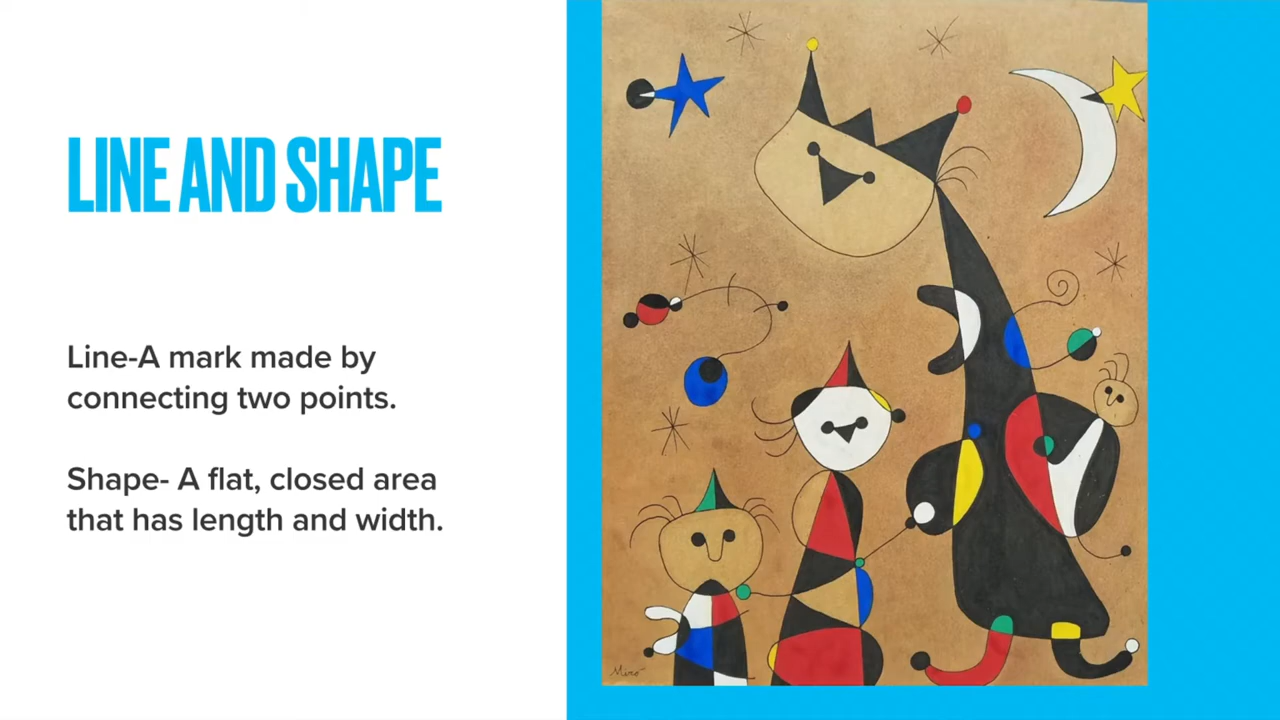 LINE AND SHAPE
Line-A mark made by
connecting two points.
Shape- A flat, closed area
that has length and width.
Miró